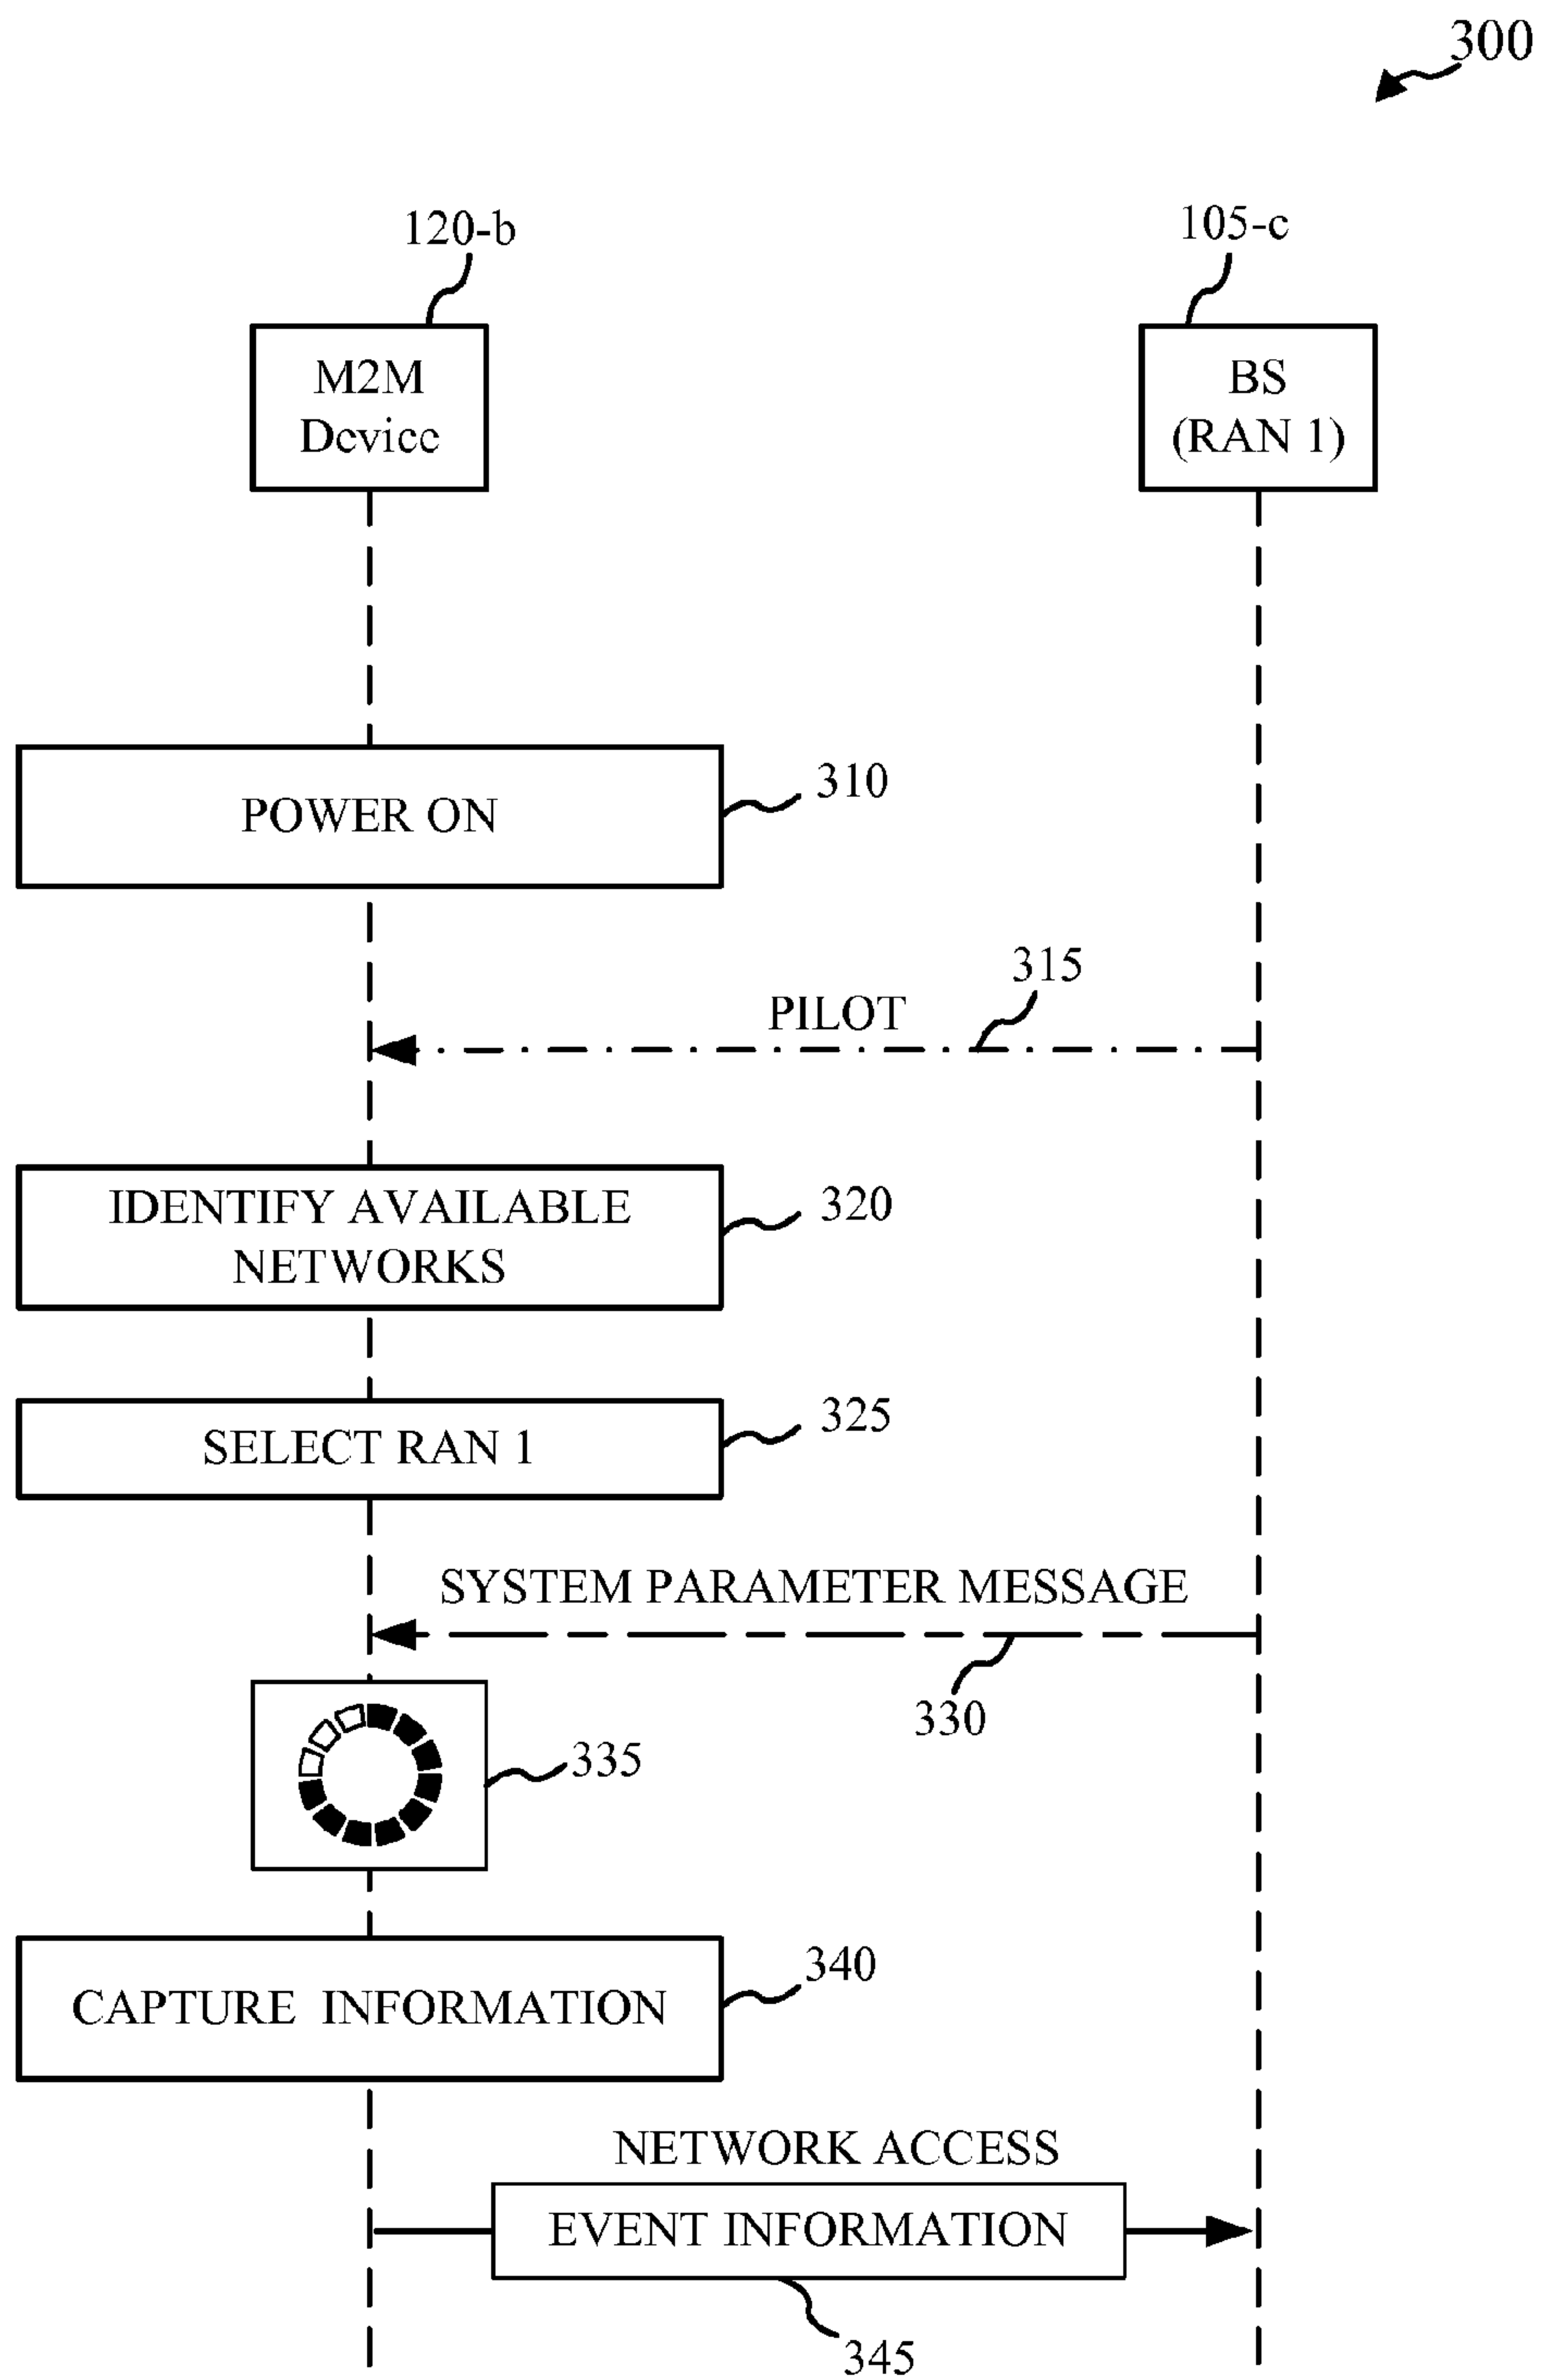 300
120-b
105-c
M2M
Device
BS
(RAN 1)
POWER ON
310
315
PILOT
IDENTIFY AVAILABLE
NETWORKS
320
SELECT RAN 1
325
SYSTEM PARAMETER MESSAGE
330
335
CAPTURE INFORMATION
340
NETWORK ACCESS
EVENT INFORMATION
345